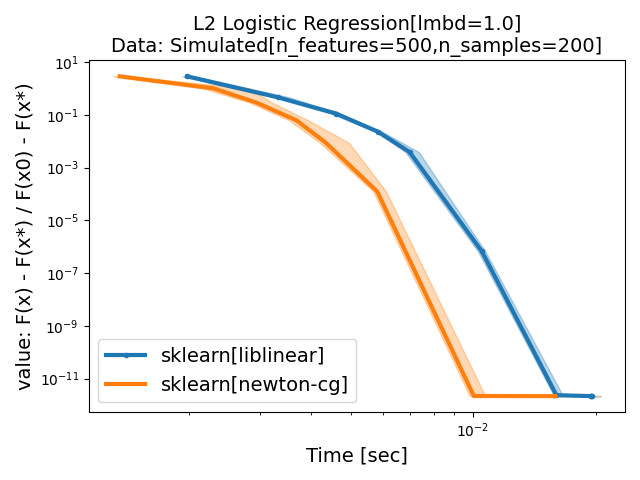 L2 Logistic Regression[lmbd=1.0]
Data: Simulated[n_features=500,n_samples=200]
value: F(x) - F(x*) / F(x0) - F(x*)
10¹
10⁻¹
10⁻³
10⁻⁵
10⁻⁷
10⁻⁹
10⁻¹¹
sklearn[liblinear]
sklearn[newton-cg]
10⁻²
Time [sec]